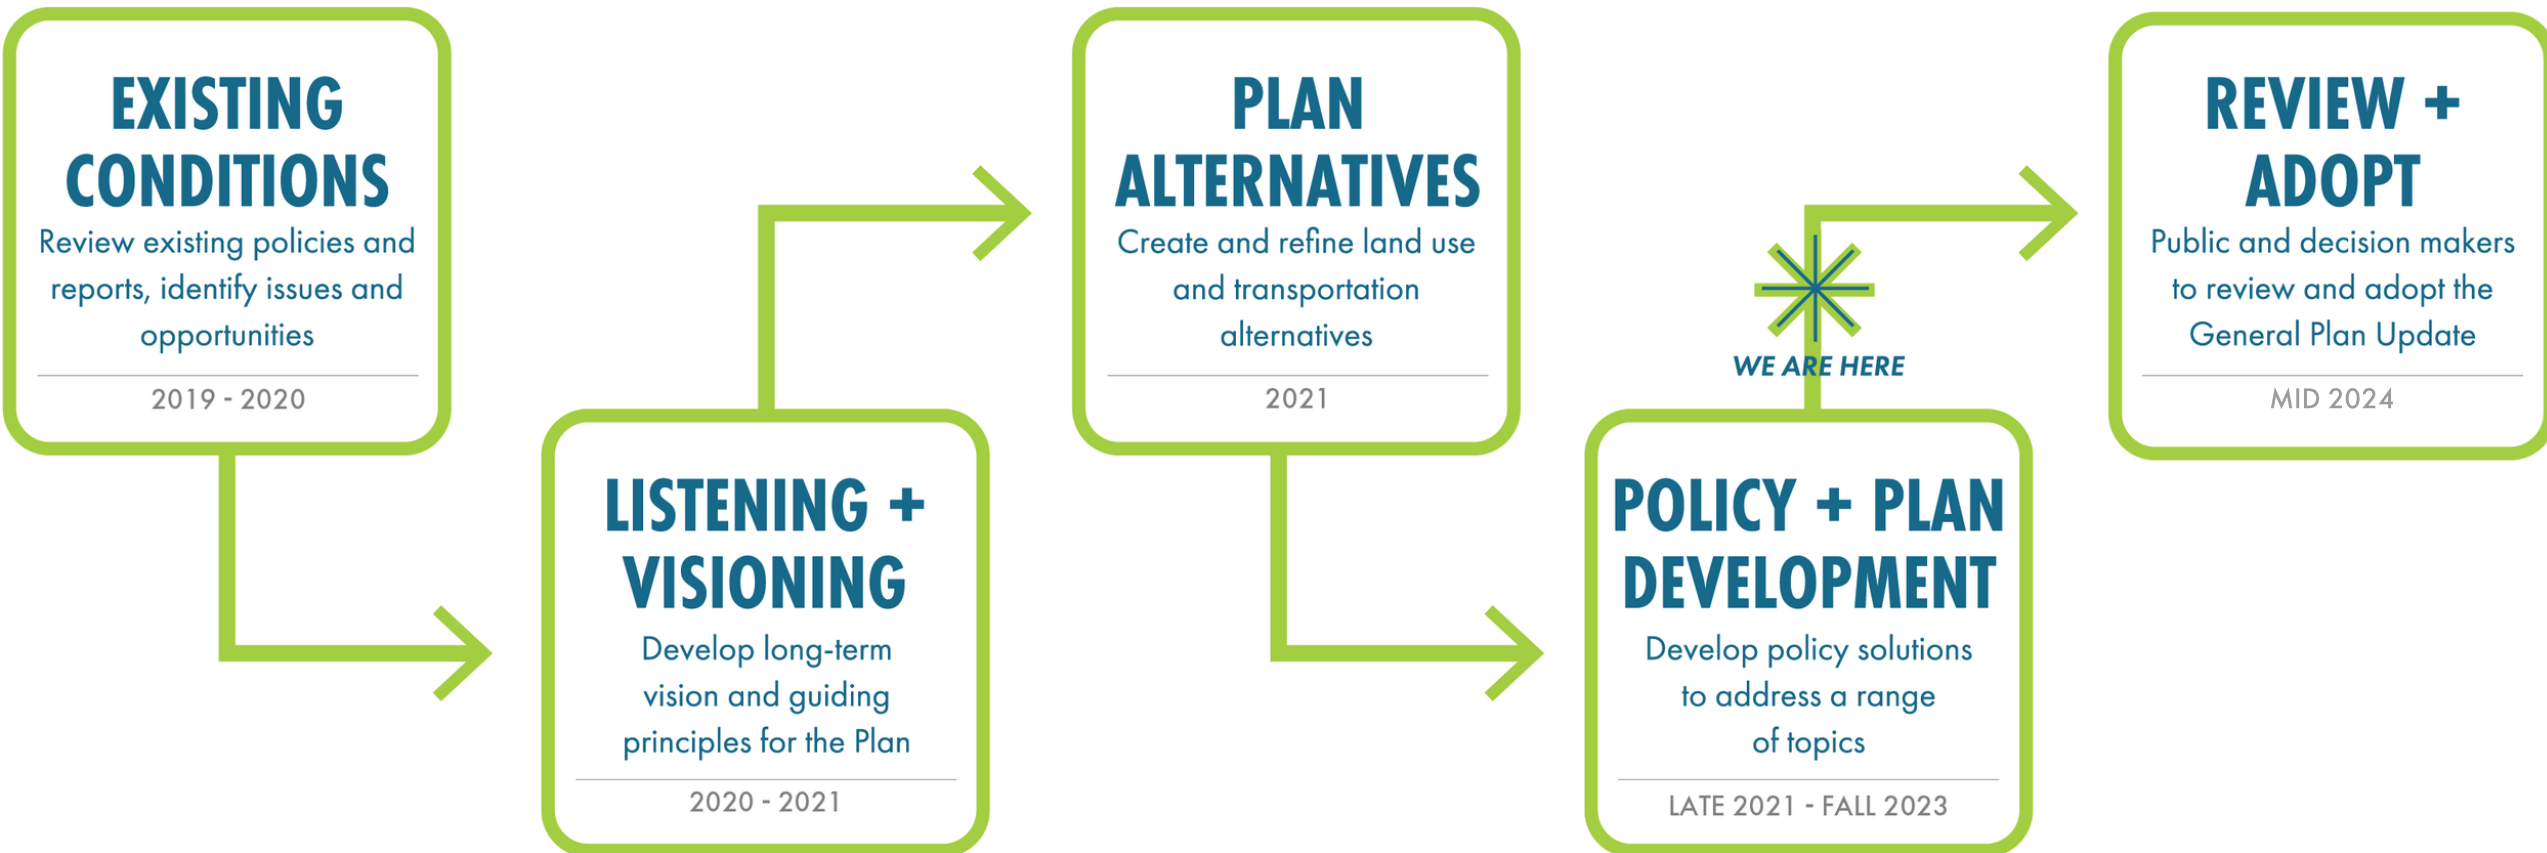 EXISTING
CONDITIONS
Review existing policies and
reports, identify issues and
opportunities
2019 - 2020
LISTENING +
VISIONING
Develop long-term
vision and guiding
principles for the Plan
2020 - 2021
PLAN
ALTERNATIVES
Create and refine land use
and transportation
alternatives
2021
WE ARE HERE
POLICY + PLAN
DEVELOPMENT
Develop policy solutions
to address a range
of topics
LATE 2021 - FALL 2023
REVIEW +
ADOPT
Public and decision makers
to review and adopt the
General Plan Update
MID 2024